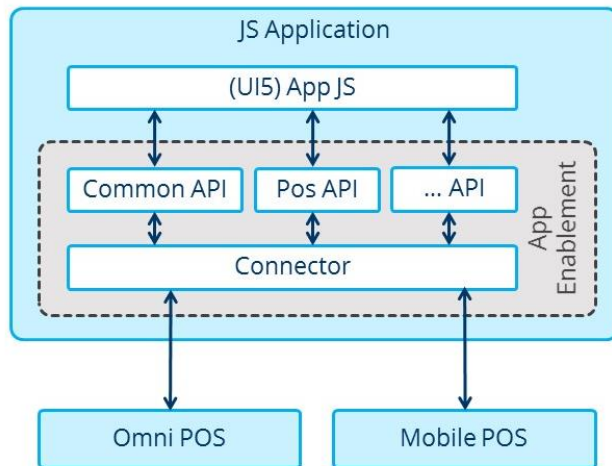 JS Application
(UI5) App JS
Common API
Pos API
... API
App
Enablement
Connector
Omni POS
Mobile POS